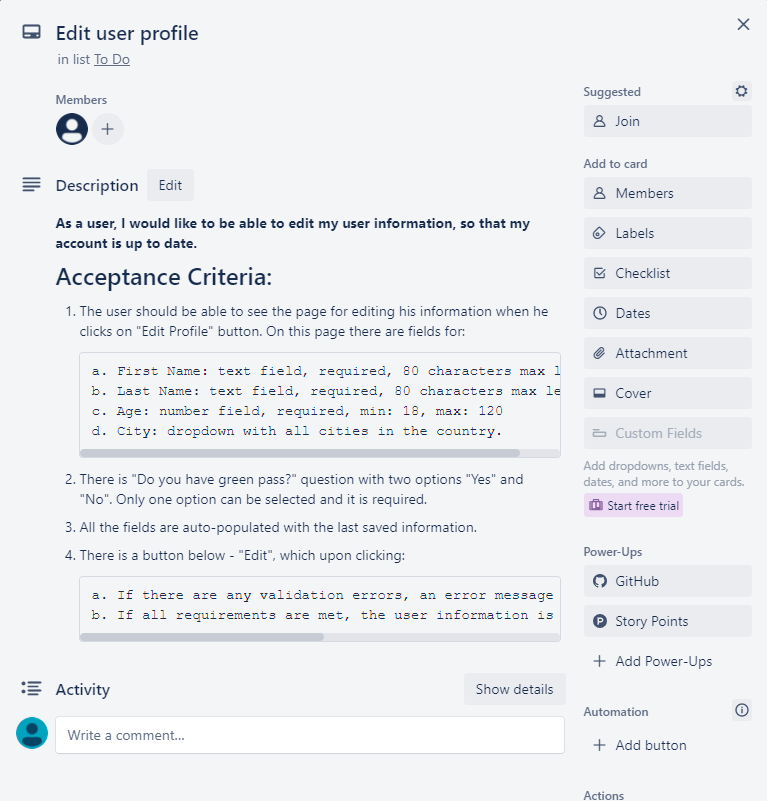 Edit user profile
in list To Do
Members
Description Edit
As a user, I would like to be able to edit my user information, so that my
account is up to date.
Acceptance Criteria:
1. The user should be able to see the page for editing his information when he
clicks on "Edit Profile" button. On this page there are fields for:
a. First Name: text field, required, 80 characters max l
b. Last Name: text field, required, 80 characters max le
c. Age: number field, required, min: 18, max: 120
d. City: dropdown with all cities in the country.
2. There is "Do you have green pass?" question with two options "Yes" and
"No". Only one option can be selected and it is required.
3. All the fields are auto-populated with the last saved information.
4. There is a button below - "Edit", which upon clicking:
a. If there are any validation errors, an error message
b. If all requirements are met, the user information is
Activity Show details
Write a comment...
Suggested
Join
Add to card
Members
Labels
Checklist
Dates
Attachment
Cover
Custom Fields
Add dropdowns, text fields,
dates, and more to your cards.
Start free trial
Power-Ups
GitHub
Story Points
Add Power-Ups
Automation
Add button
Actions